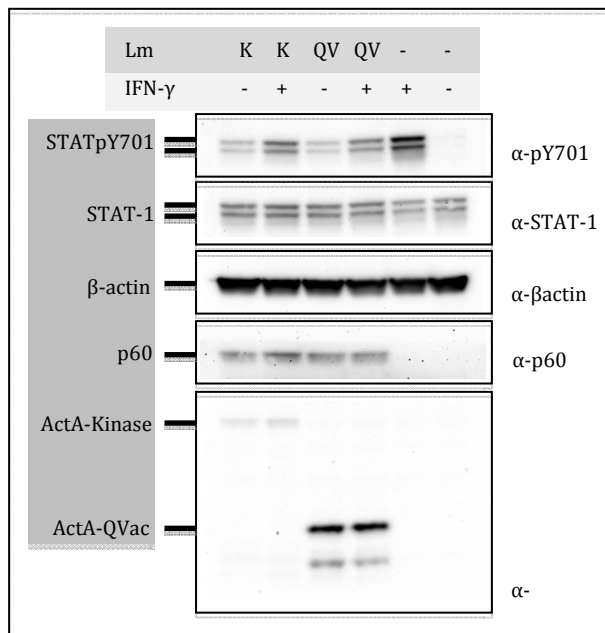 Lm K K QV QV - -
IFN-γ - + - + + -
STATpY701 α-pY701
STAT-1 α-STAT-1
β-actin α-βactin
p60 α-p60
ActA-Kinase
ActA-QVac
α-